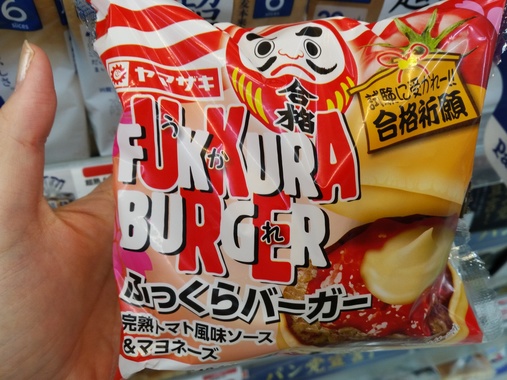 ヤマザキ
合格
試験に受かれー!!
合格祈願
FUKKURA
うか
BURGER
れ
ふっくらバーガー
完熟トマト風味ソース
&マヨネーズ